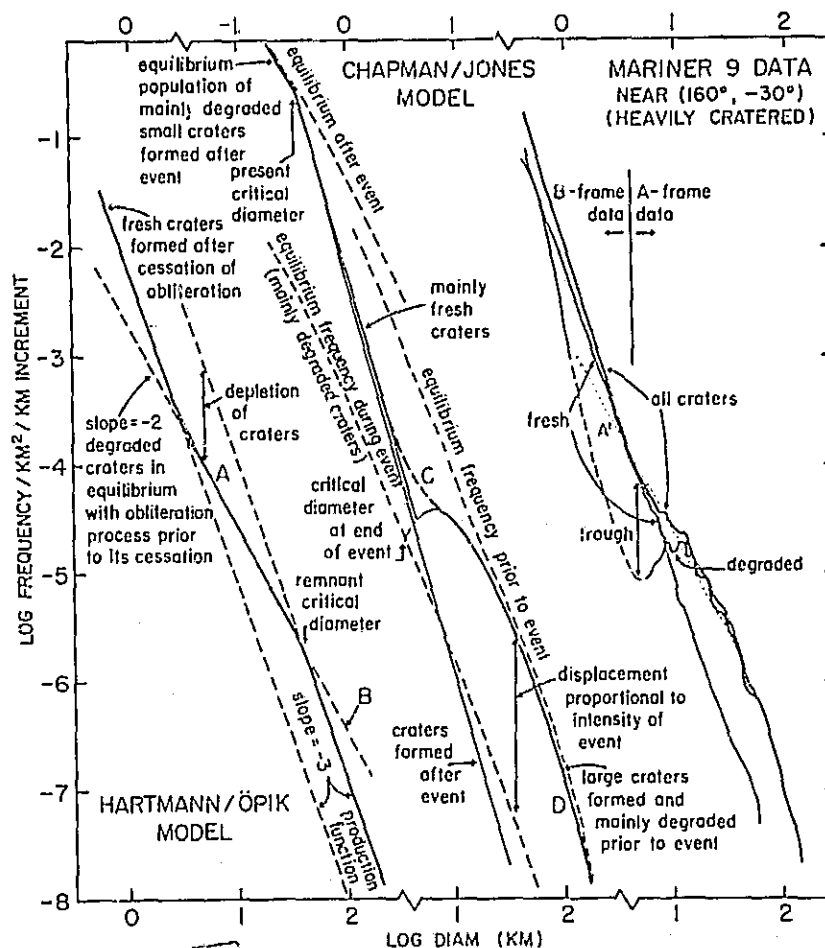 0 -1 0 -1 0 1 2
CHAPMAN/JONES
MODEL
MARINER 9 DATA
NEAR (160°, -30°)
(HEAVILY CRATERED)
equilibrium
population of
mainly degraded
small craters
formed after
event
equilibrium after event
present
critical
diameter
B-frame
data
A-frame
data
fresh craters
formed after
cessation of
obliteration
equilibrium frequency during event
(mainly degraded craters)
mainly
fresh
craters
equilibrium frequency prior to event
depletion
of
craters
slope=-2
degraded
craters in
equilibrium
with obliteration
process prior
to its cessation
A
C
all craters
fresh
A'
trough
degraded
critical
diameter
at end
of event
remnant
critical
diameter
B
displacement
proportional to
intensity of
event
slope=-3
production
function
craters
formed
after
event
D
large craters
formed and
mainly degraded
prior to event
HARTMANN/ÖPIK
MODEL
LOG FREQUENCY/KM²/KM INCREMENT
-1
-2
-3
-4
-5
-6
-7
-8
0 1 2 1 2 0 1 2
LOG DIAM (KM)